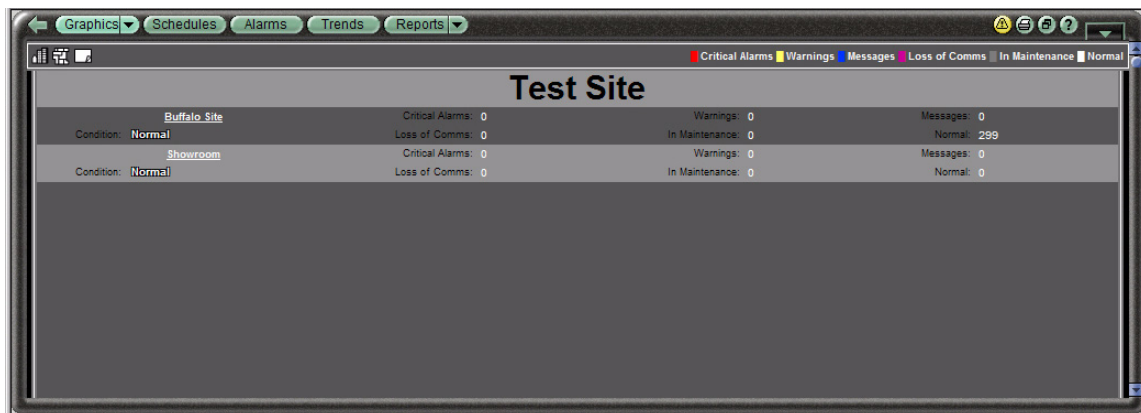 Graphics Schedules Alarms Trends Reports
Critical Alarms Warnings Messages Loss of Comms In Maintenance Normal
Test Site
Buffalo Site Critical Alarms: 0 Warnings: 0 Messages: 0
Condition: Normal Loss of Comms: 0 In Maintenance: 0 Normal: 299
Showroom Critical Alarms: 0 Warnings: 0 Messages: 0
Condition: Normal Loss of Comms: 0 In Maintenance: 0 Normal: 0